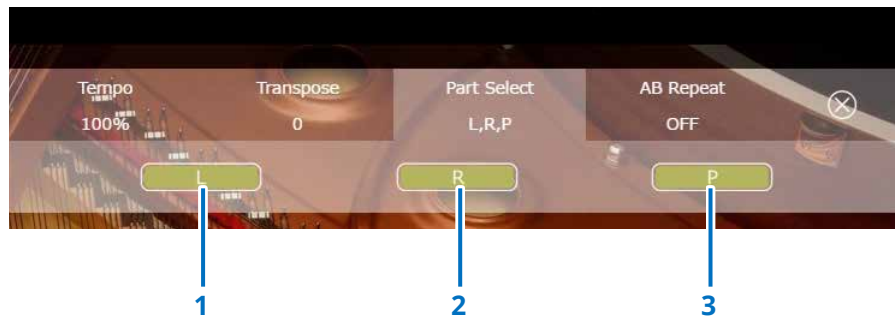 Tempo Transpose Part Select AB Repeat
100% 0 L,R,P OFF
L R P
1 2 3